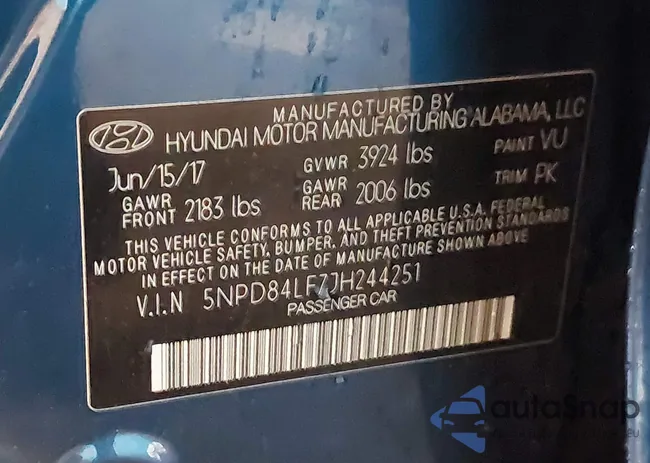 MANUFACTURED BY
HYUNDAI MOTOR MANUFACTURING ALABAMA, LLC
Jun/15/17 GVWR 3924 lbs PAINT VU
GAWR FRONT 2183 lbs GAWR REAR 2006 lbs TRIM PK
THIS VEHICLE CONFORMS TO ALL APPLICABLE U.S.A. FEDERAL
MOTOR VEHICLE SAFETY, BUMPER, AND THEFT PREVENTION STANDARDS
IN EFFECT ON THE DATE OF MANUFACTURE SHOWN ABOVE
V.I.N 5NPD84LF7JH244251
PASSENGER CAR
autoSnap